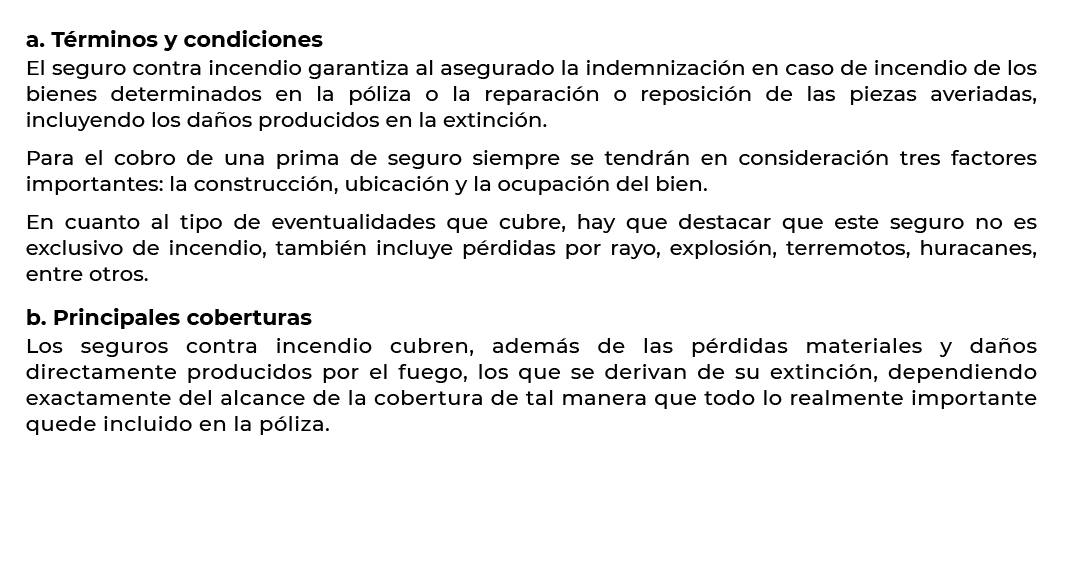 a. Términos y condiciones
El seguro contra incendio garantiza al asegurado la indemnización en caso de incendio de los
bienes determinados en la póliza o la reparación o reposición de las piezas averiadas,
incluyendo los daños producidos en la extinción.
Para el cobro de una prima de seguro siempre se tendrán en consideración tres factores
importantes: la construcción, ubicación y la ocupación del bien.
En cuanto al tipo de eventualidades que cubre, hay que destacar que este seguro no es
exclusivo de incendio, también incluye pérdidas por rayo, explosión, terremotos, huracanes,
entre otros.
b. Principales coberturas
Los seguros contra incendio cubren, además de las pérdidas materiales y daños
directamente producidos por el fuego, los que se derivan de su extinción, dependiendo
exactamente del alcance de la cobertura de tal manera que todo lo realmente importante
quede incluido en la póliza.